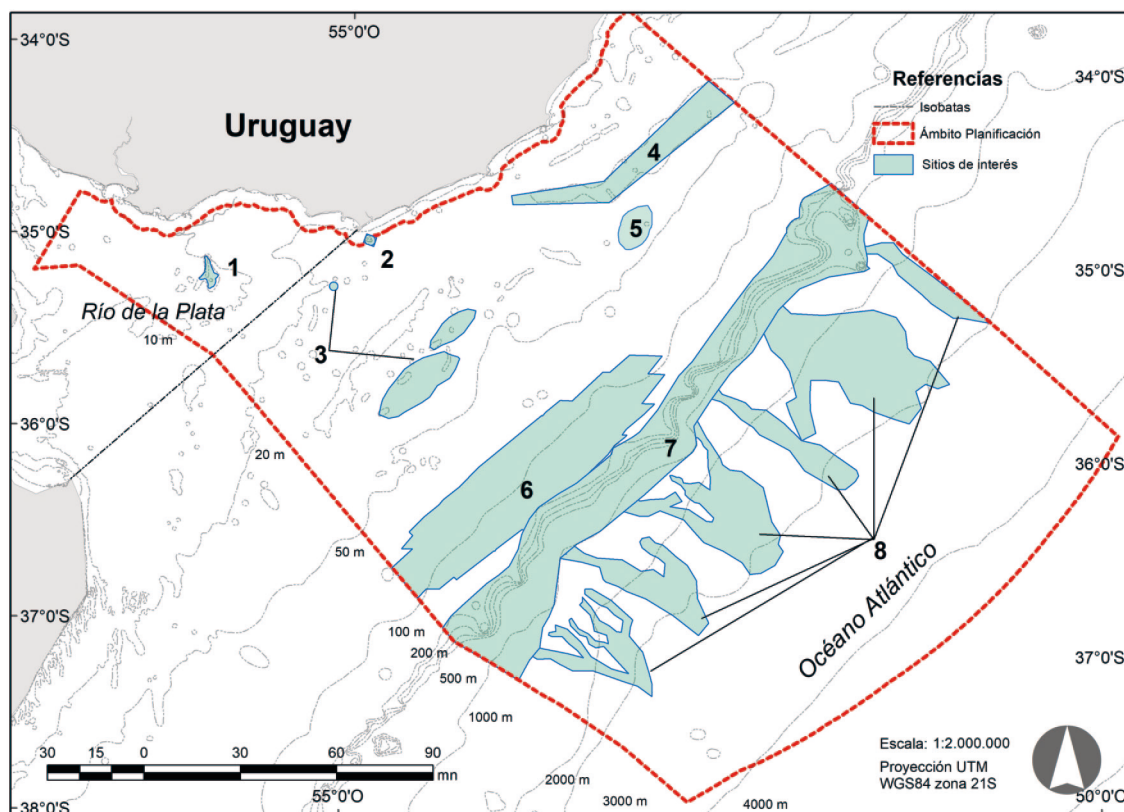 55°0'O
34°0'S
34°0'S
Referencias
Isobatas
Ámbito Planificación
Sitios de interés
Uruguay
4
5
35°0'S
35°0'S
1
2
Río de la Plata
10 m
3
36°0'S
36°0'S
20 m
7
6
50 m
8
Océano Atlántico
37°0'S
37°0'S
100 m
200 m
500 m
1000 m
2000 m
3000 m
4000 m
30 15 0 30 60 90
mn
Escala: 1:2.000.000
Proyección UTM
WGS84 zona 21S
38°0'S
55°0'O
50°0'O